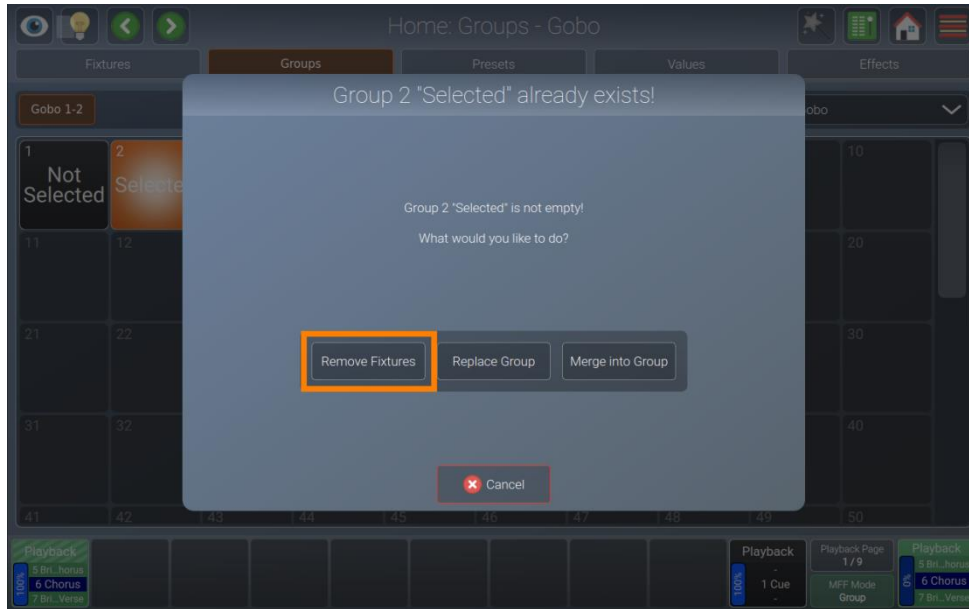 Home: Groups - Gobo
Fixtures
Groups
Presets
Values
Effects
Gobo 1-2
Group 2 "Selected" already exists!
obo
1
Not
Selected
2
Selecte
10
Group 2 "Selected" is not empty!
What would you like to do?
11
12
20
21
22
30
Remove Fixtures
Replace Group
Merge into Group
31
32
40
Cancel
41
42
43
44
45
46
47
48
49
50
Playback
100%
5 Bri...horus
6 Chorus
7 Bri...Verse
Playback
100%
-
1 Cue
-
Playback Page
1 / 9
MFF Mode
Group
Playback
0%
5 Bri...horus
6 Chorus
7 Bri...Verse